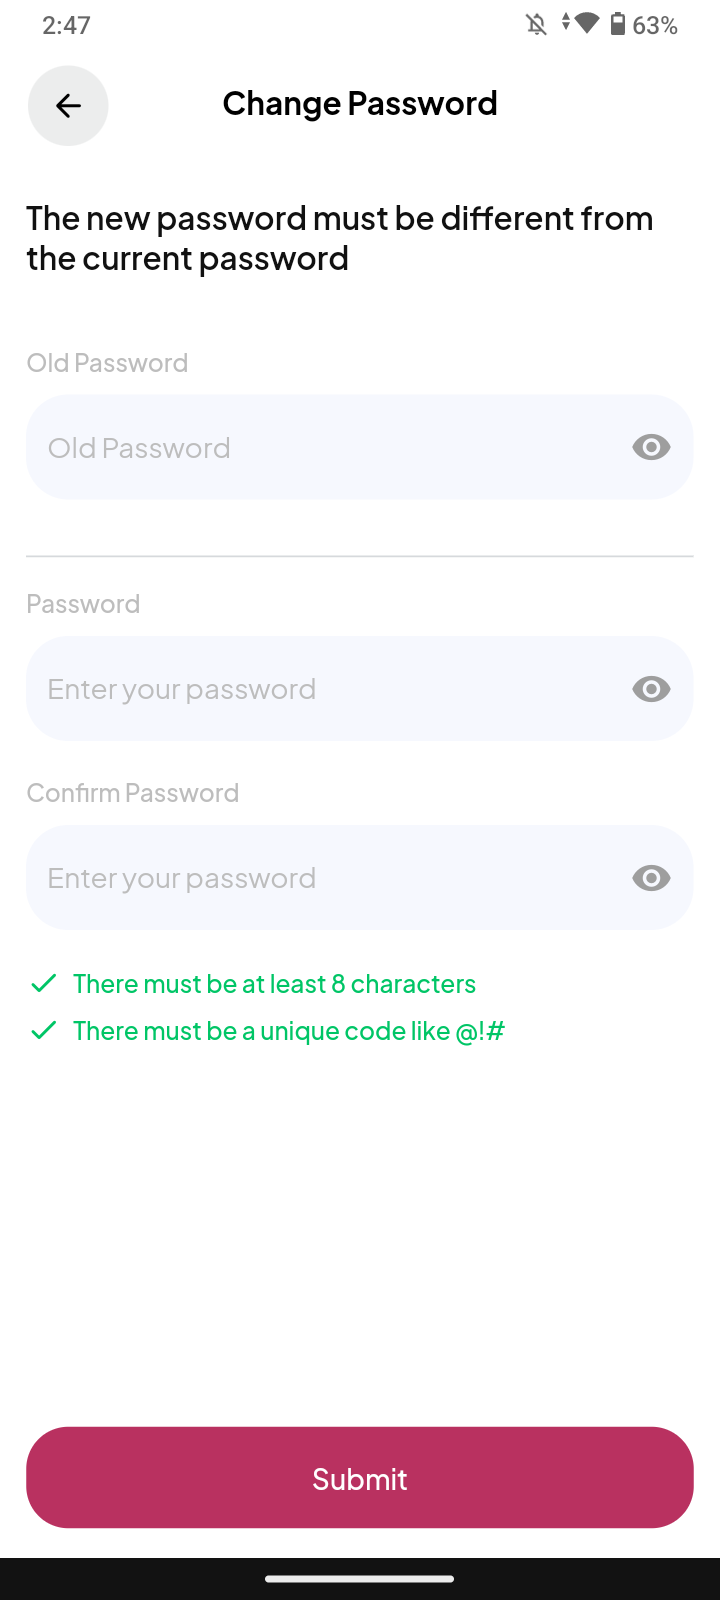 2:47
63%
Change Password
The new password must be different from
the current password
Old Password
Old Password
Password
Enter your password
Confirm Password
Enter your password
There must be at least 8 characters
There must be a unique code like @!#
Submit